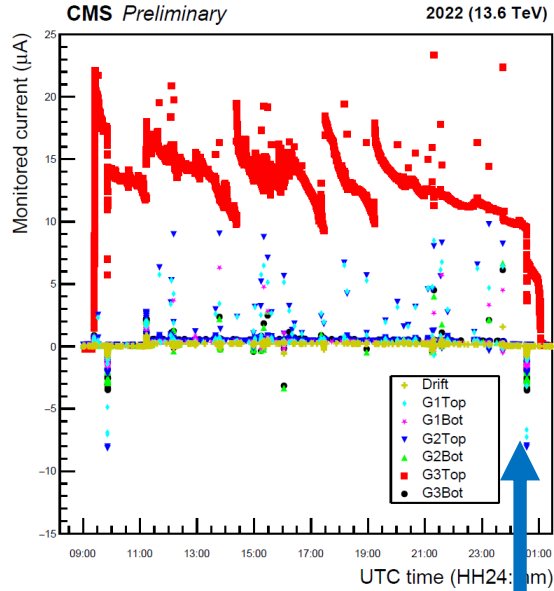 CMS Preliminary 2022 (13.6 TeV)
Monitored current (μA)
25
20
15
10
5
0
−5
−10
−15
Drift
G1Top
G1Bot
G2Top
G2Bot
G3Top
G3Bot
09:00 11:00 13:00 15:00 17:00 19:00 21:00 23:00 01:00
UTC time (HH24: mm)